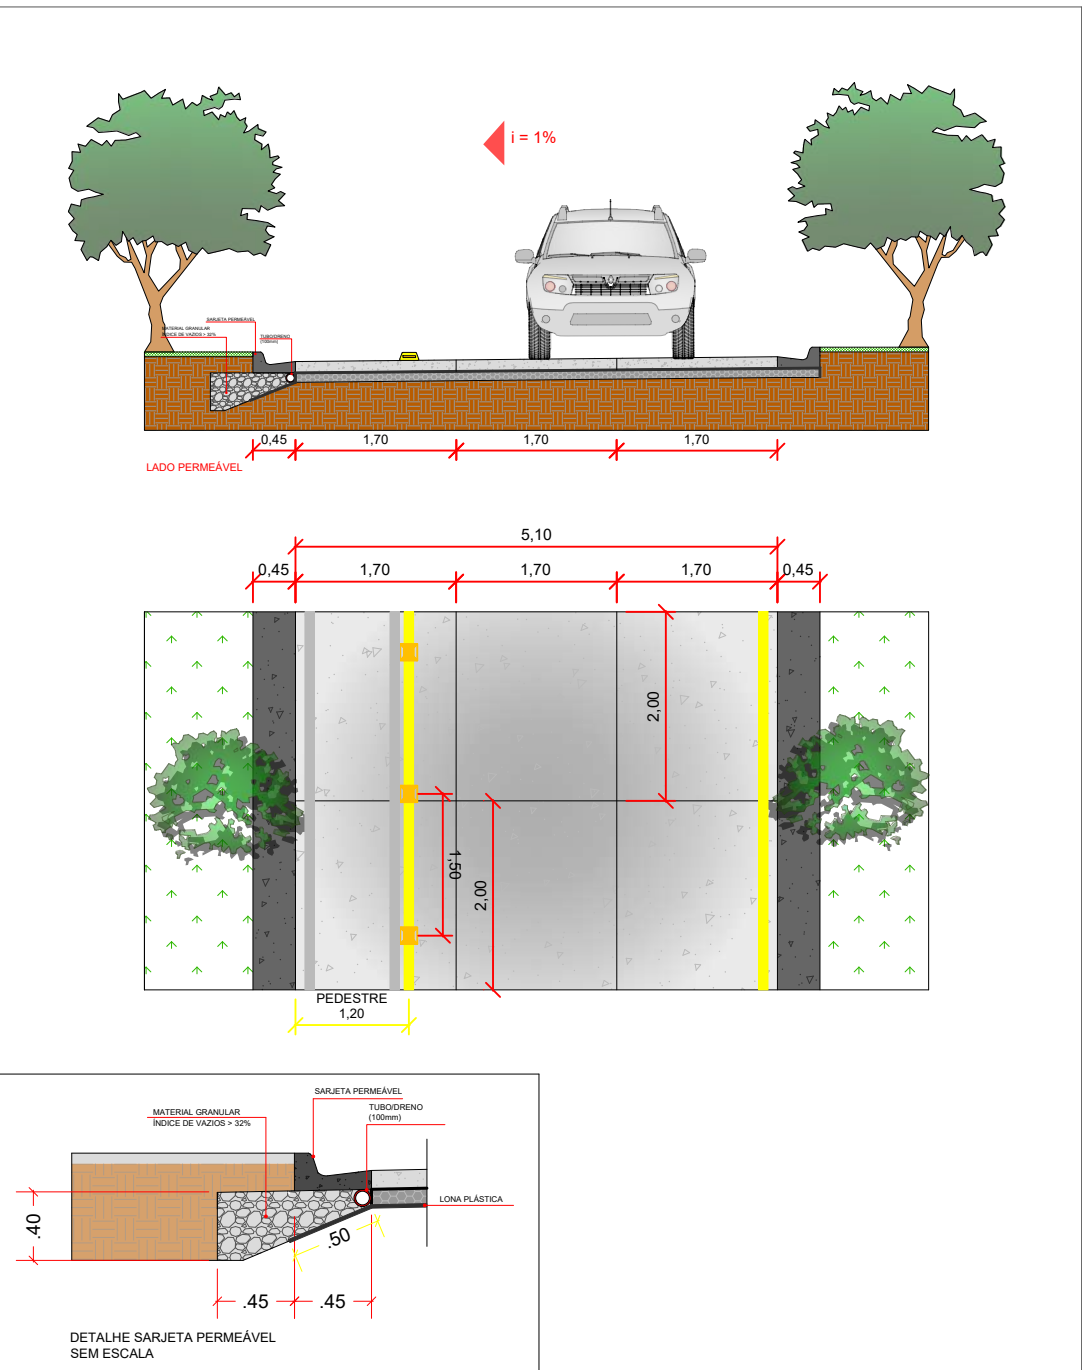 i = 1%
SARJETA PERMEÁVEL
MATERIAL GRANULAR
ÍNDICE DE VAZIOS > 32%
TUBO/DRENO
(100mm)
0,45
1,70
1,70
1,70
LADO PERMEÁVEL
5,10
0,45
1,70
1,70
1,70
0,45
2,00
1,50
2,00
PEDESTRE
1,20
SARJETA PERMEÁVEL
TUBO/DRENO
(100mm)
MATERIAL GRANULAR
ÍNDICE DE VAZIOS > 32%
LONA PLÁSTICA
.40
.50
.45
.45
DETALHE SARJETA PERMEÁVEL
SEM ESCALA